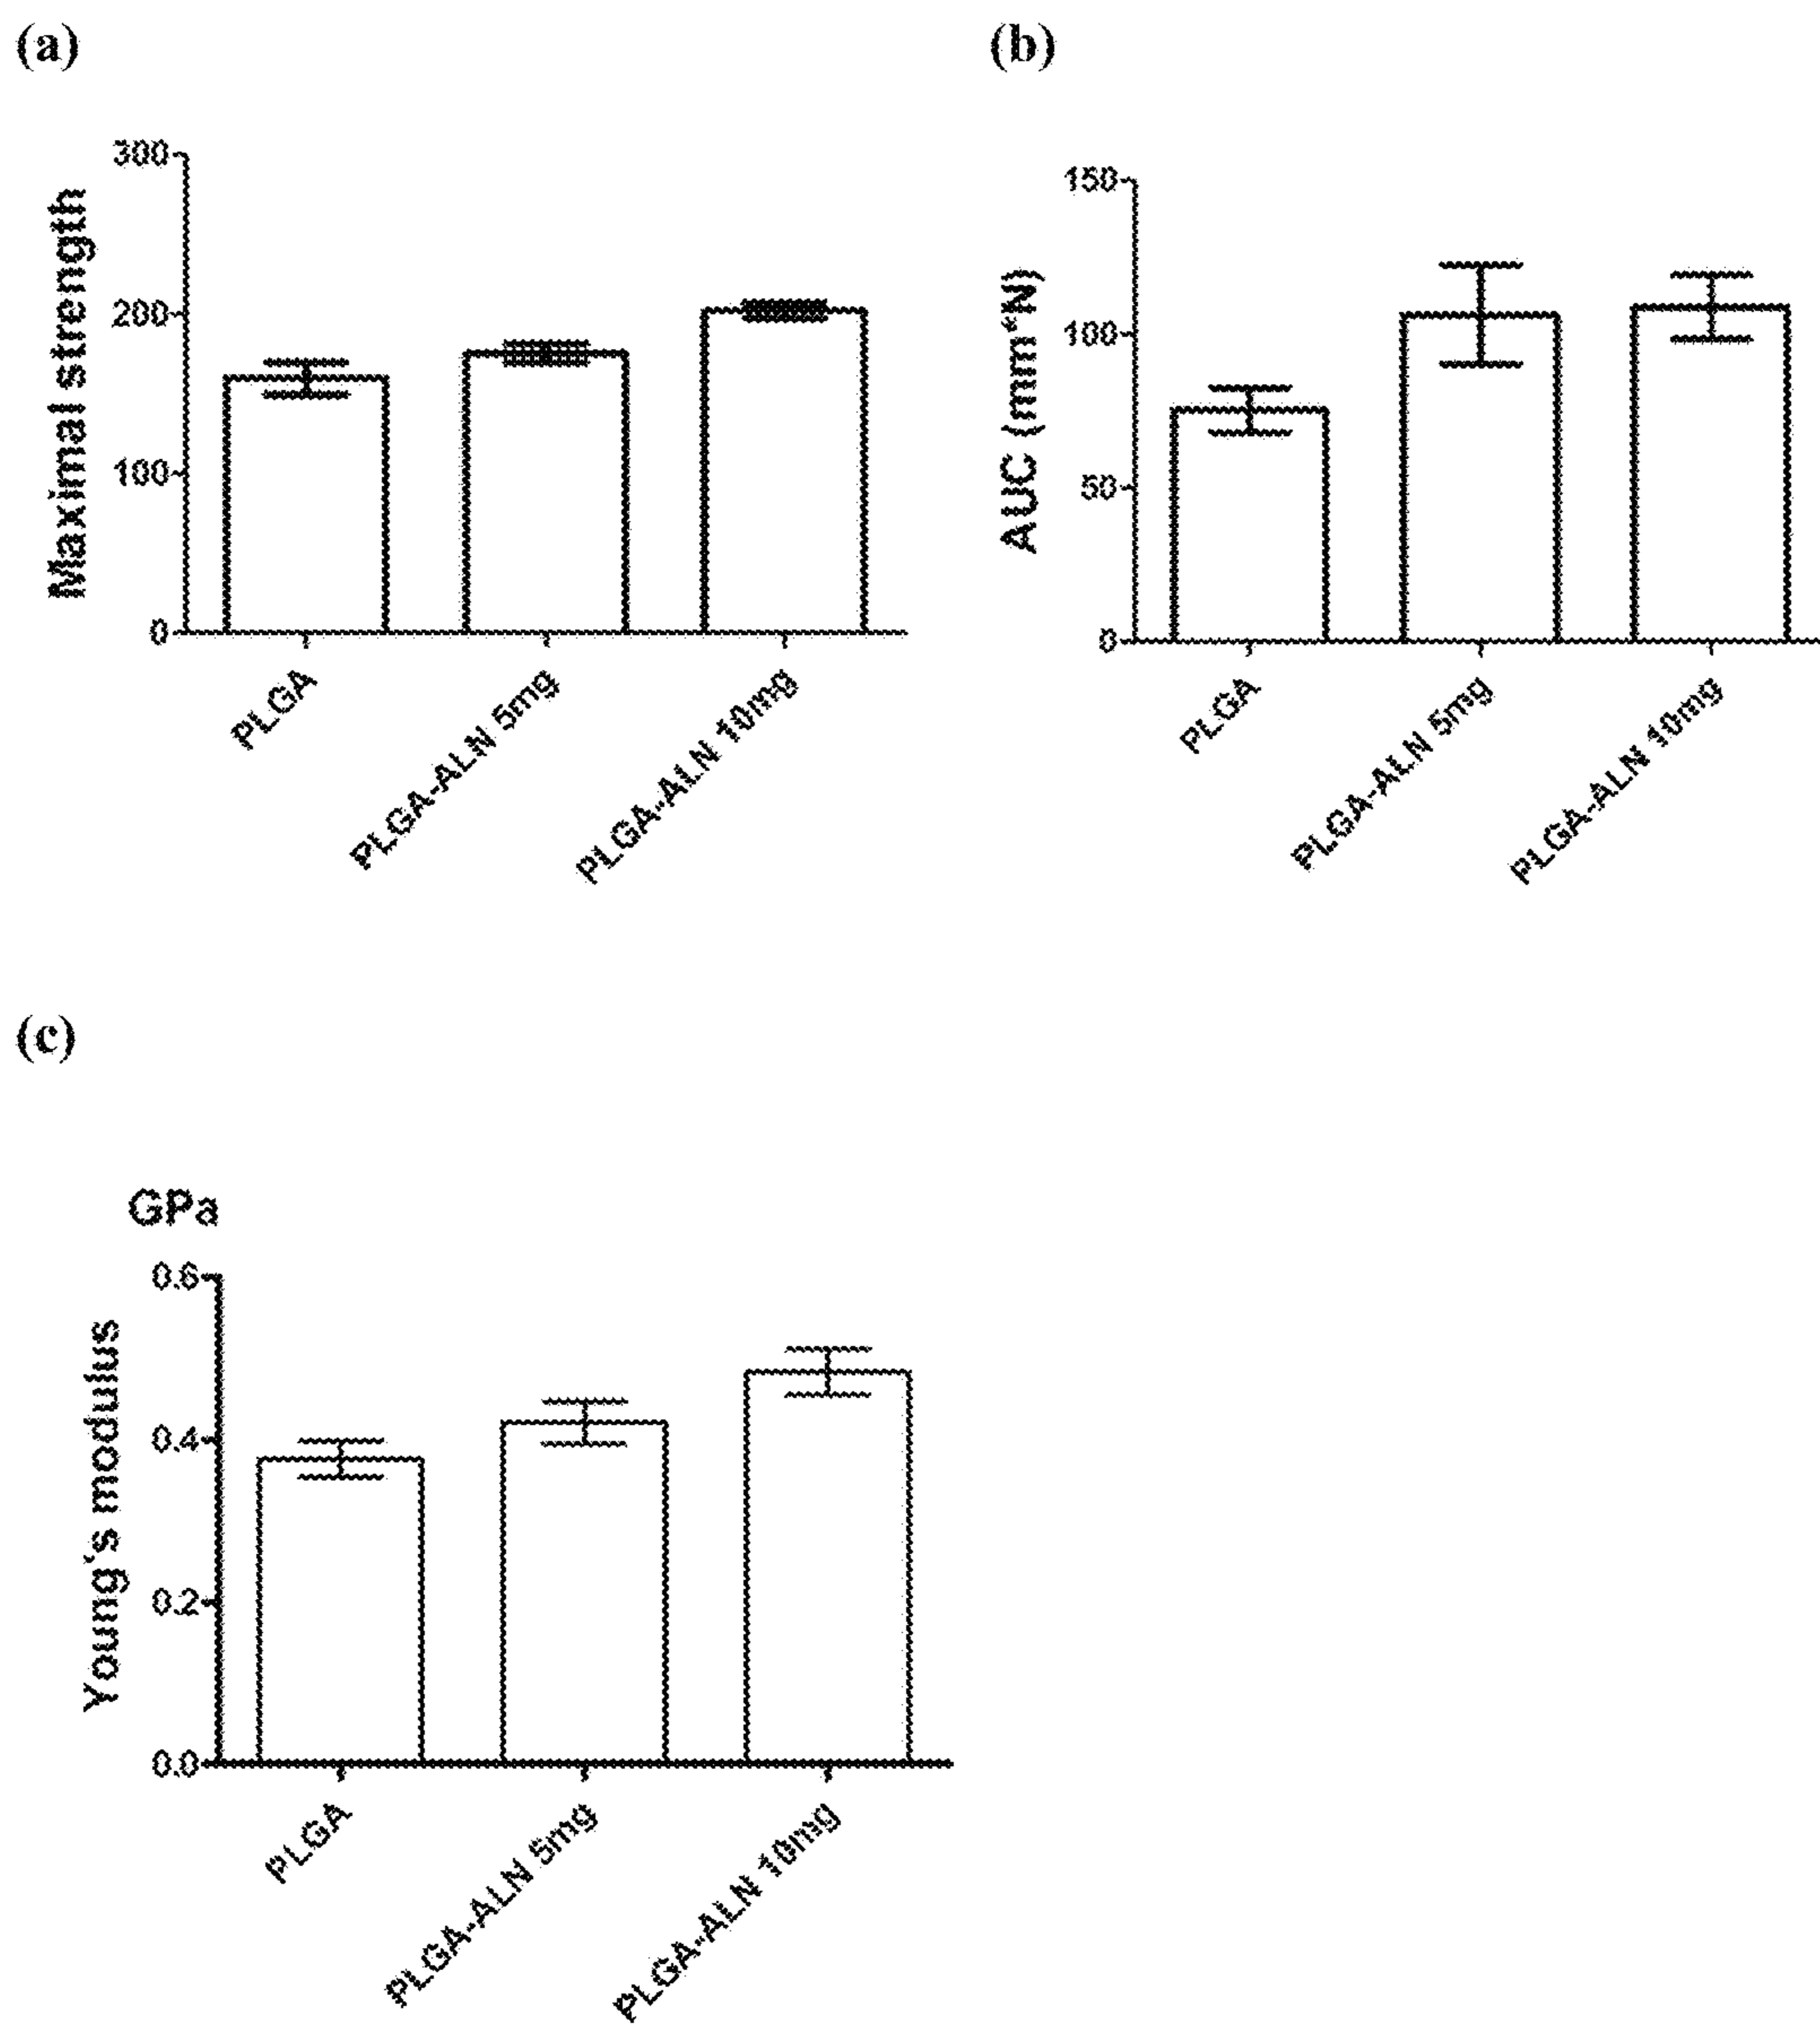 (a)
Maximal strength
300
200
100
0
PLGA
PLGA-ALN 5mg
PLGA-ALN 10mg
(b)
AUC (mm*N)
150
100
50
0
PLGA
PLGA-ALN 5mg
PLGA-ALN 10mg
(c)
GPa
Young's modulus
0.6
0.4
0.2
0.0
PLGA
PLGA-ALN 5mg
PLGA-ALN 10mg